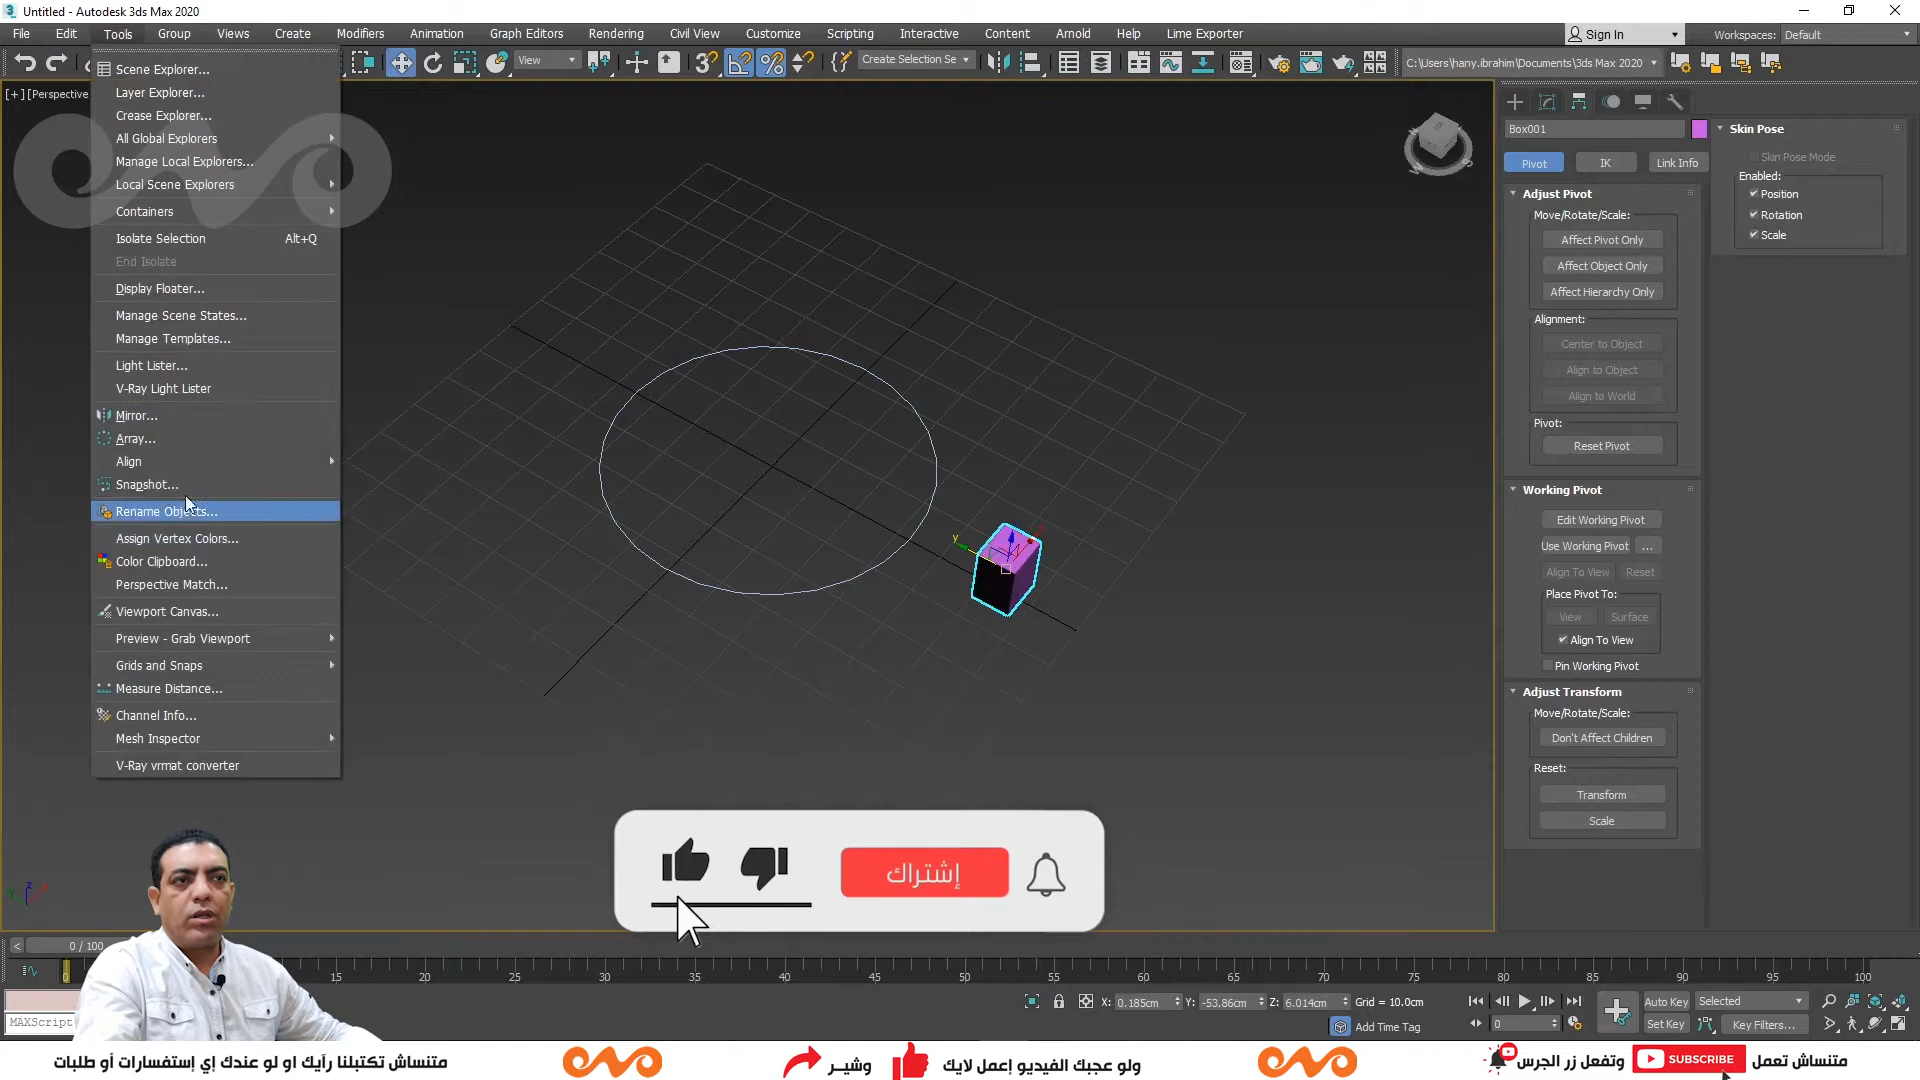 Untitled - Autodesk 3ds Max 2020
File Edit Tools Group Views Create Modifiers Animation Graph Editors Rendering Civil View Customize Scripting Interactive Content Arnold Help Lime Exporter
Sign In
Workspaces: Default
View
Create Selection Se
C:\Users\hany.ibrahim\Documents\3ds Max 2020
[+] [Perspective
Scene Explorer...
Layer Explorer...
Crease Explorer...
All Global Explorers
Manage Local Explorers...
Local Scene Explorers
Containers
Isolate Selection Alt+Q
End Isolate
Display Floater...
Manage Scene States...
Manage Templates...
Light Lister...
V-Ray Light Lister
Mirror...
Array...
Align
Snapshot...
Rename Objects...
Assign Vertex Colors...
Color Clipboard...
Perspective Match...
Viewport Canvas...
Preview - Grab Viewport
Grids and Snaps
Measure Distance...
Channel Info...
Mesh Inspector
V-Ray vrmat converter
y
Box001
Pivot IK Link Info
Adjust Pivot
Move/Rotate/Scale:
Affect Pivot Only
Affect Object Only
Affect Hierarchy Only
Alignment:
Center to Object
Align to Object
Align to World
Pivot:
Reset Pivot
Working Pivot
Edit Working Pivot
Use Working Pivot ...
Align To View Reset
Place Pivot To:
View Surface
Align To View
Pin Working Pivot
Adjust Transform
Move/Rotate/Scale:
Don't Affect Children
Reset:
Transform
Scale
Skin Pose
Skin Pose Mode
Enabled:
Position
Rotation
Scale
إشتراك
0 / 100
0 15 20 25 30 35 40 45 50 55 60 65 70 75 80 85 90 95 100
MAXScript
X: 0.185cm Y: -53.86cm Z: 6.014cm Grid = 10.0cm
Add Time Tag
0
Auto Key Selected
Set Key Key Filters...
متنساش تعمل SUBSCRIBE وتفعل زر الجرس
ولو عجبك الفيديو إعمل لايك وشير
متنساش تكتبلنا رأيك او لو عندك إي إستفسارات أو طلبات